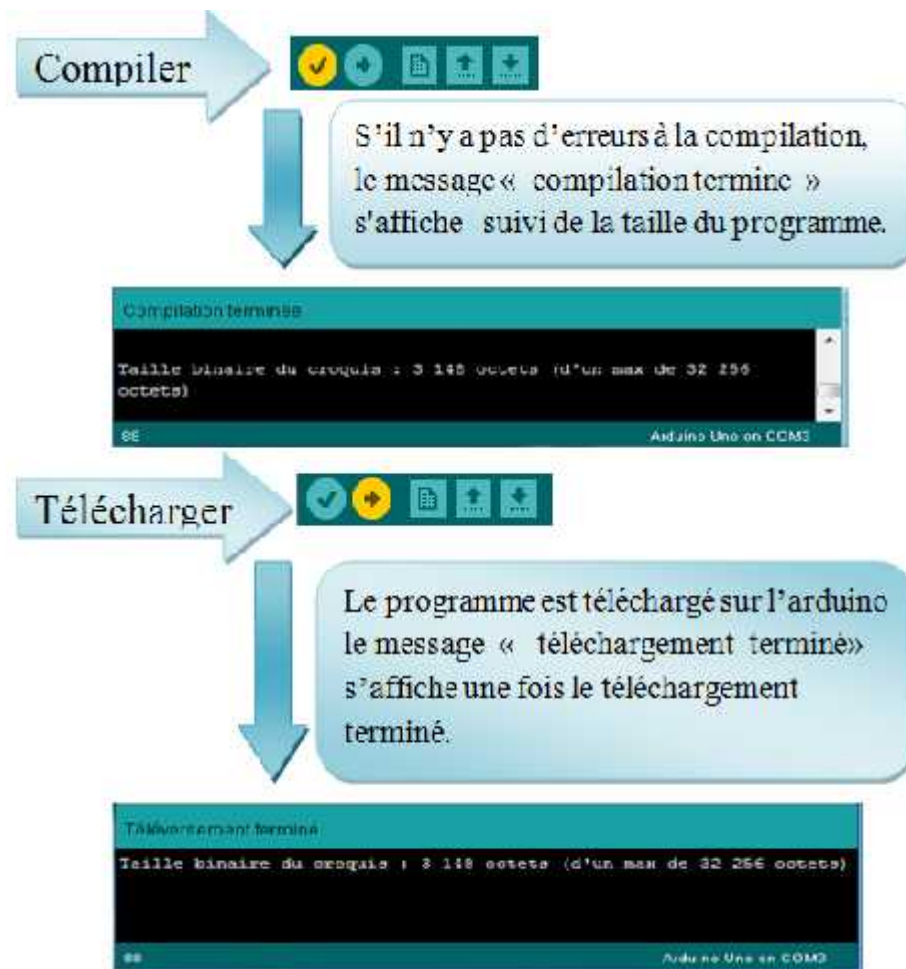 Compiler
S'il n'y a pas d'erreurs à la compilation,
le message « compilation termine »
s'affiche suivi de la taille du programme.
Compilation terminée
Taille binaire du croquis : 3 148 octets (d'un max de 32 256
octets)
Arduino Uno on COM3
Télécharger
Le programme est téléchargé sur l'arduino
le message « téléchargement terminé»
s'affiche une fois le téléchargement
terminé.
Téléversement terminé
Taille binaire du croquis : 3 148 octets (d'un max de 32 256 octets)
Arduino Uno on COM3